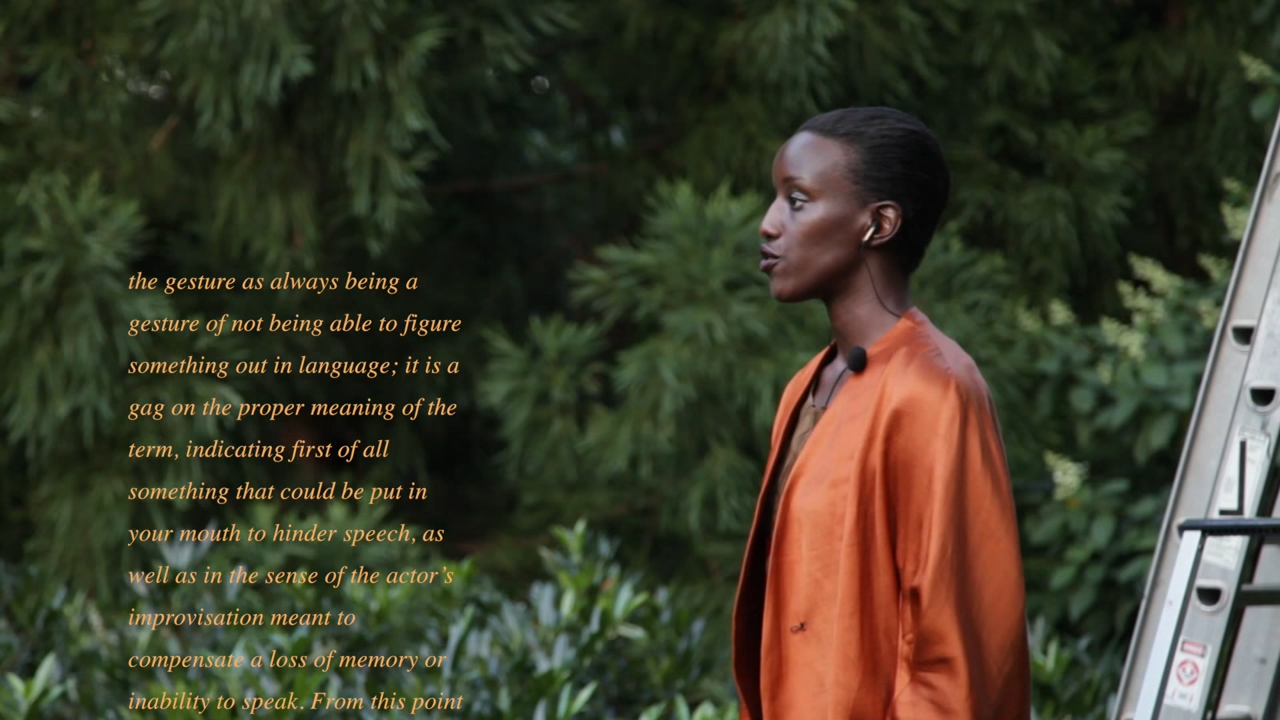 the gesture as always being a
gesture of not being able to figure
something out in language; it is a
gag on the proper meaning of the
term, indicating first of all
something that could be put in
your mouth to hinder speech, as
well as in the sense of the actor’s
improvisation meant to
compensate a loss of memory or
inability to speak. From this point